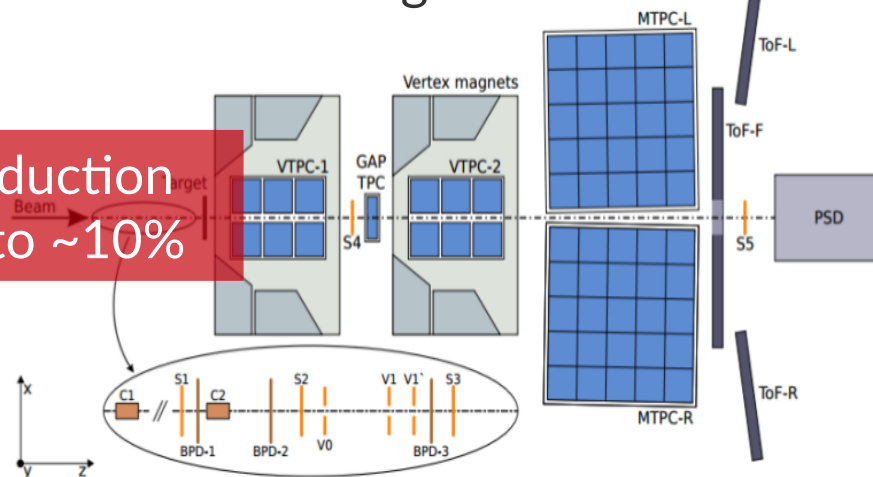 MTPC-L
ToF-L
Vertex magnets
ToF-F
duction
to ~10%
VTPC-1
GAP
TPC
VTPC-2
Target
Beam
S4
S5
PSD
S1
S2
V1 V1`
S3
C1
C2
V0
BPD-1
BPD-2
BPD-3
ToF-R
MTPC-R
x
y
z